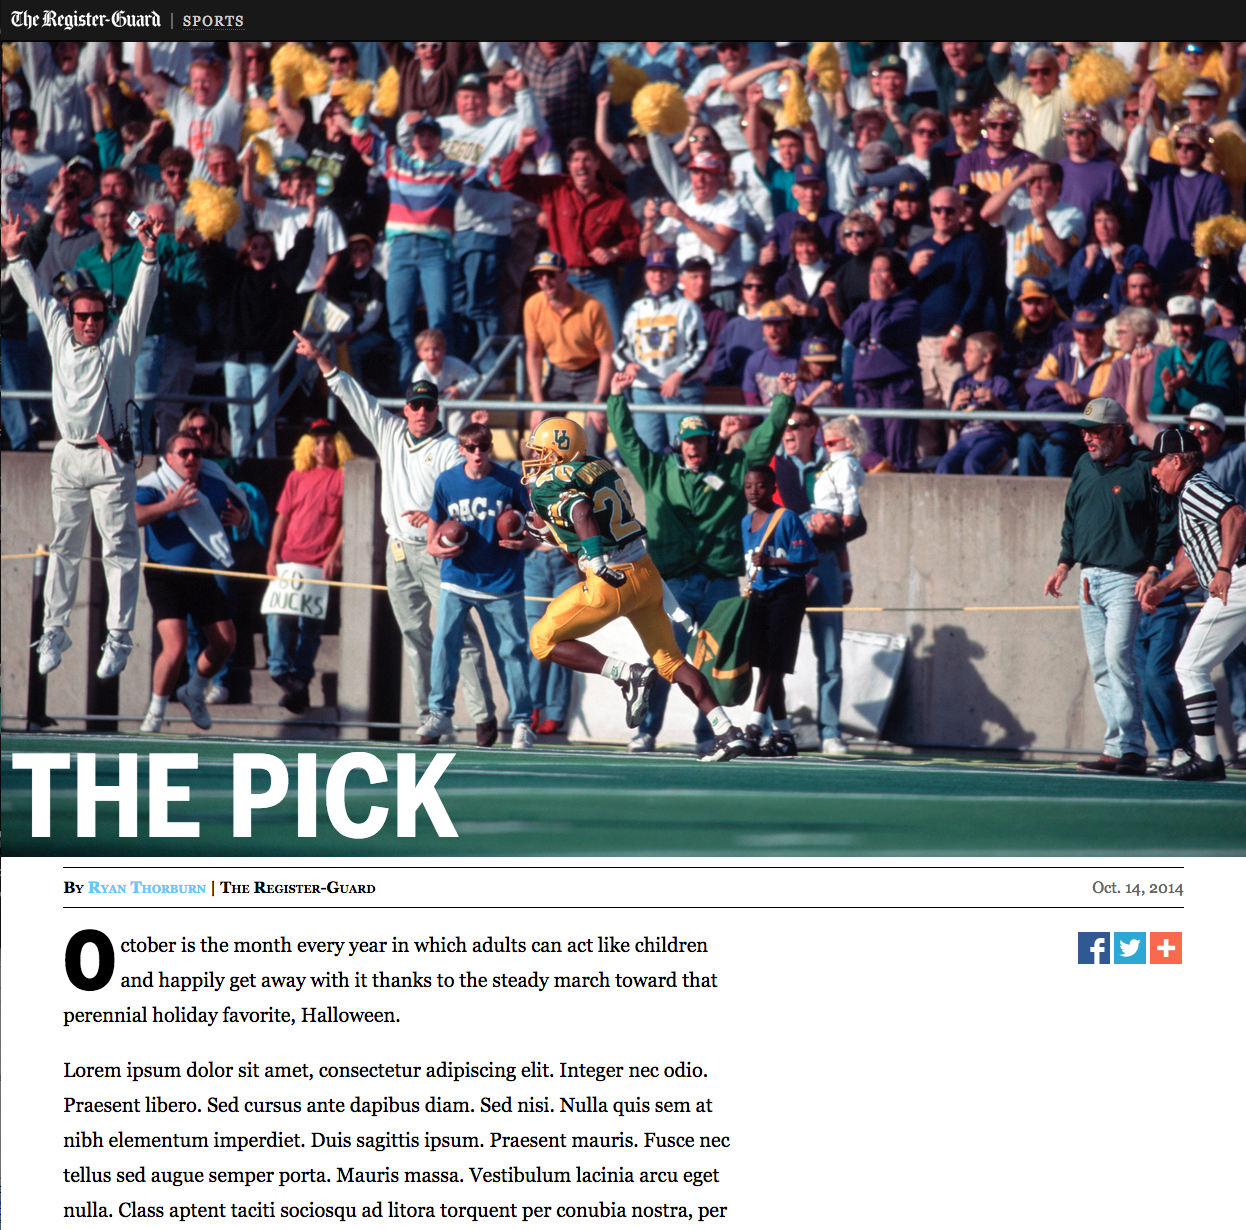 The Register-Guard | SPORTS
UO
PAC-
GO
DUCKS
THE PICK
By Ryan Thorburn | The Register-Guard
Oct. 14, 2014
October is the month every year in which adults can act like children
and happily get away with it thanks to the steady march toward that
perennial holiday favorite, Halloween.
Lorem ipsum dolor sit amet, consectetur adipiscing elit. Integer nec odio.
Praesent libero. Sed cursus ante dapibus diam. Sed nisi. Nulla quis sem at
nibh elementum imperdiet. Duis sagittis ipsum. Praesent mauris. Fusce nec
tellus sed augue semper porta. Mauris massa. Vestibulum lacinia arcu eget
nulla. Class aptent taciti sociosqu ad litora torquent per conubia nostra, per